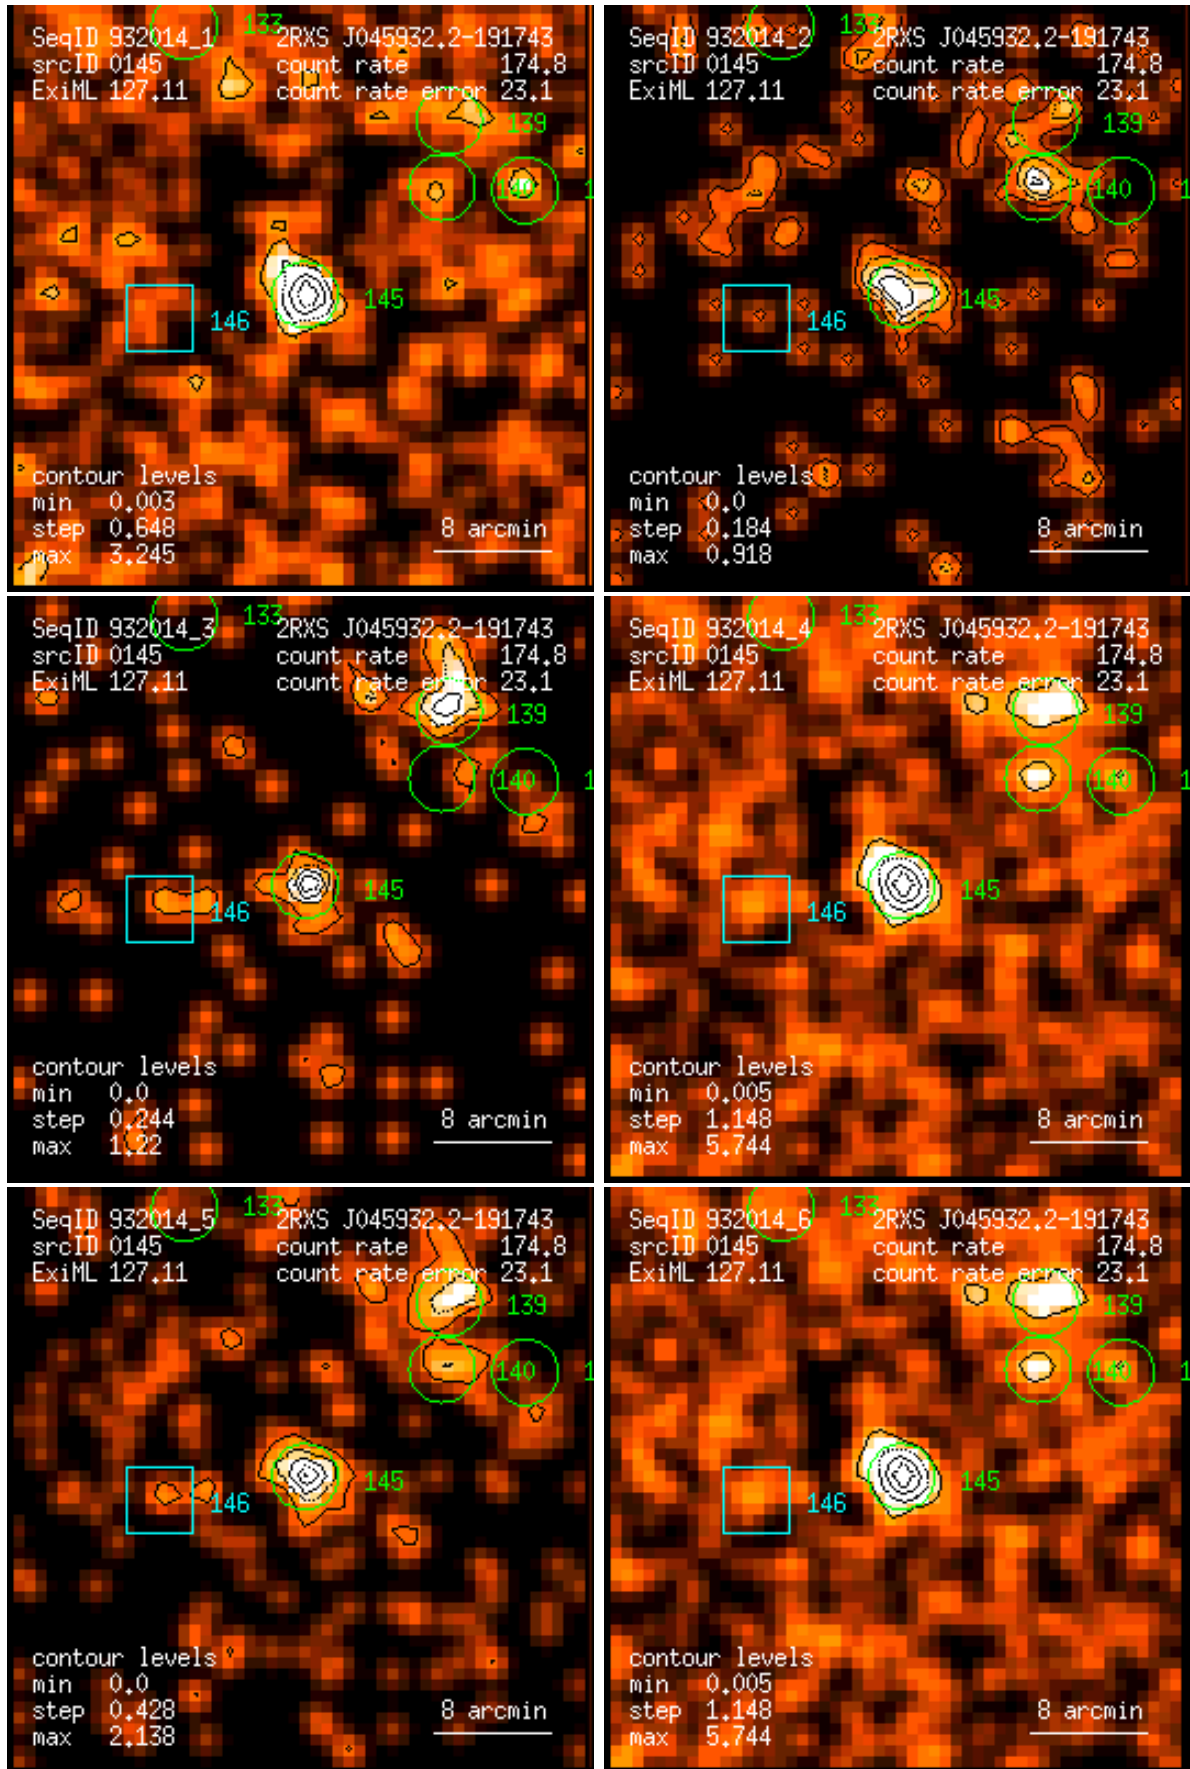 133
SeqID 932014_1 2RXS J045932.2-191743
srcID 0145 count rate 174.8
ExiML 127.11 count rate error 23.1
139
140 1
145
146
contour levels
min 0.003
step 0.648 8 arcmin
max 3.245
133
SeqID 932014_2 2RXS J045932.2-191743
srcID 0145 count rate 174.8
ExiML 127.11 count rate error 23.1
139
140 1
145
146
contour levels
min 0.0
step 0.184 8 arcmin
max 0.918
133
SeqID 932014_3 2RXS J045932.2-191743
srcID 0145 count rate 174.8
ExiML 127.11 count rate error 23.1
139
140 1
145
146
contour levels
min 0.0
step 0.244 8 arcmin
max 1.22
133
SeqID 932014_4 2RXS J045932.2-191743
srcID 0145 count rate 174.8
ExiML 127.11 count rate error 23.1
139
140 1
145
146
contour levels
min 0.005
step 1.148 8 arcmin
max 5.744
133
SeqID 932014_5 2RXS J045932.2-191743
srcID 0145 count rate 174.8
ExiML 127.11 count rate error 23.1
139
140 1
145
146
contour levels
min 0.0
step 0.428 8 arcmin
max 2.138
133
SeqID 932014_6 2RXS J045932.2-191743
srcID 0145 count rate 174.8
ExiML 127.11 count rate error 23.1
139
140 1
145
146
contour levels
min 0.005
step 1.148 8 arcmin
max 5.744